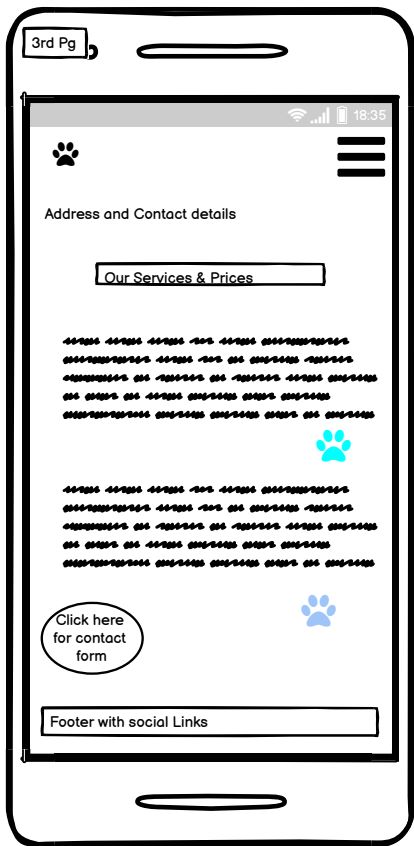 3rd Pg
18:35
Address and Contact details
Our Services & Prices
Click here
for contact
form
Footer with social Links